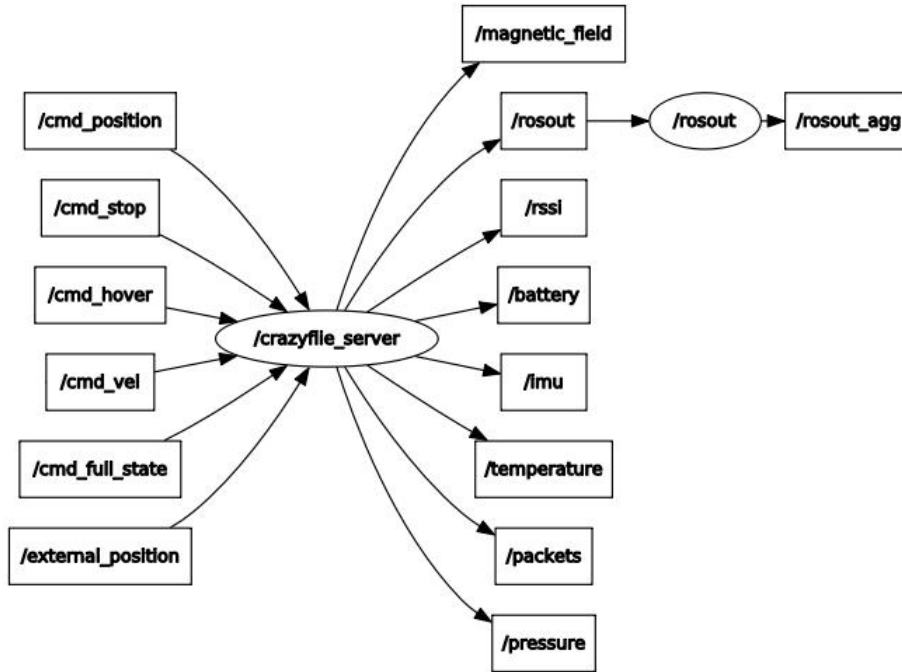 /magnetic_field
/cmd_position
/rosout
/rosout
/rosout_agg
/cmd_stop
/rssi
/cmd_hover
/battery
/crazyflie_server
/cmd_vel
/imu
/cmd_full_state
/temperature
/external_position
/packets
/pressure